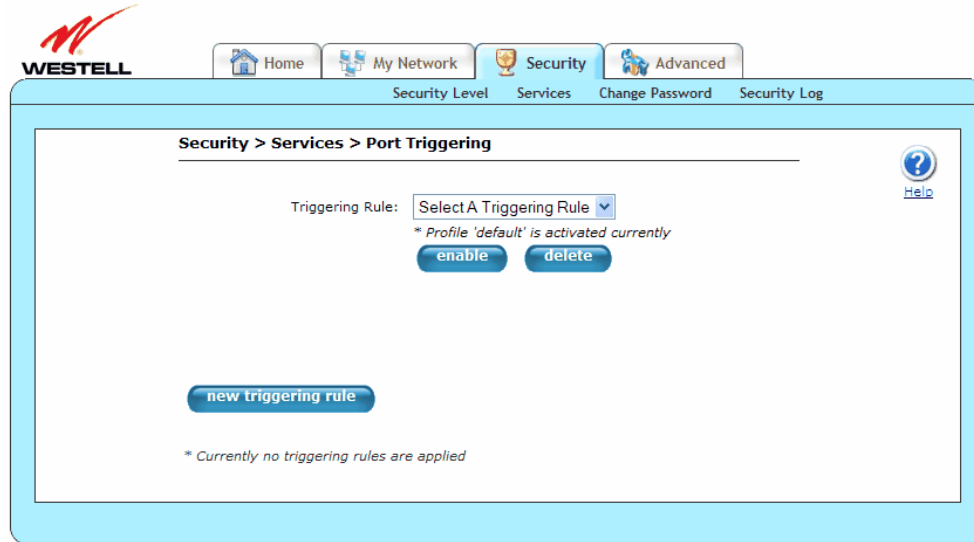 WESTELL
Home My Network Security Advanced
Security Level Services Change Password Security Log
Security > Services > Port Triggering
Help
Triggering Rule: Select A Triggering Rule
* Profile 'default' is activated currently
enable delete
new triggering rule
* Currently no triggering rules are applied